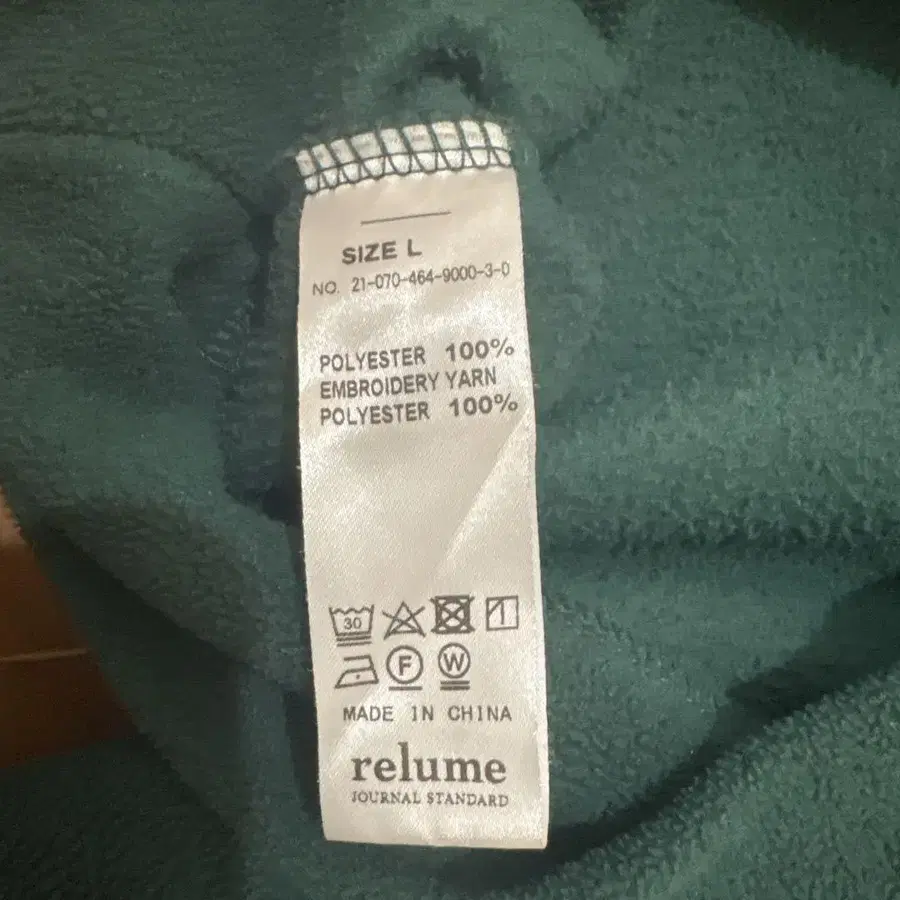 SIZE L
NO. 21-070-464-9000-3-0
POLYESTER 100%
EMBROIDERY YARN
POLYESTER 100%
30
F W
MADE IN CHINA
relume
JOURNAL STANDARD